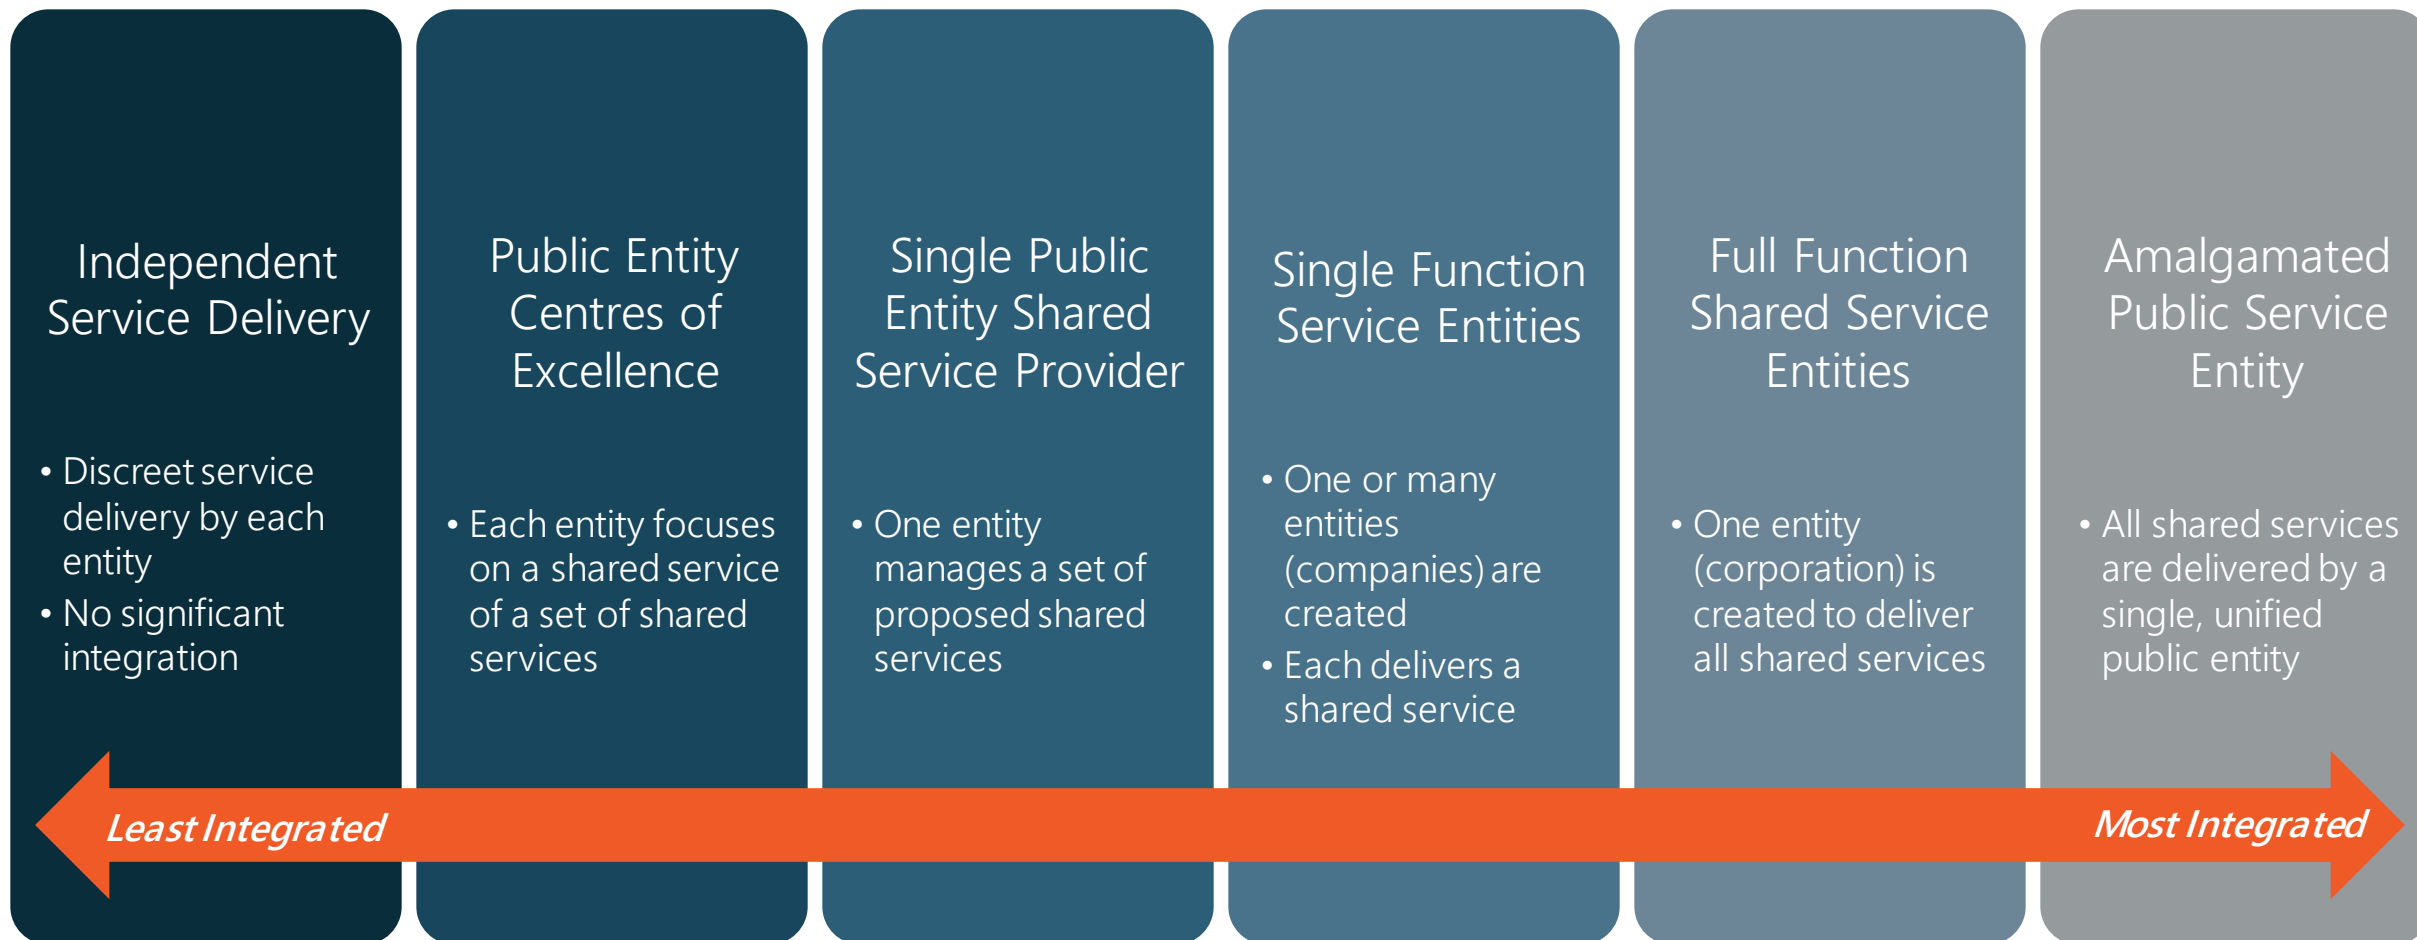 Independent
Service Delivery
• Discreet service
delivery by each
entity
• No significant
integration
Public Entity
Centres of
Excellence
• Each entity focuses
on a shared service
of a set of shared
services
Single Public
Entity Shared
Service Provider
• One entity
manages a set of
proposed shared
services
Single Function
Service Entities
• One or many
entities
(companies) are
created
• Each delivers a
shared service
Full Function
Shared Service
Entities
• One entity
(corporation) is
created to deliver
all shared services
Amalgamated
Public Service
Entity
• All shared services
are delivered by a
single, unified
public entity
Least Integrated
Most Integrated